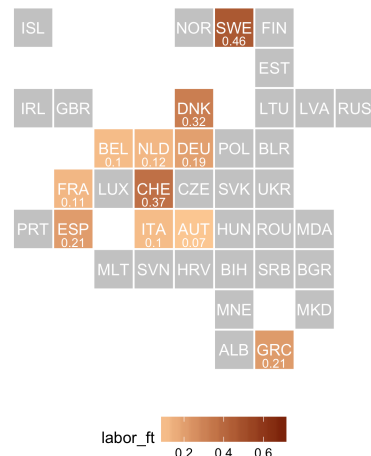 ISL NOR SWE FIN
0.46
EST
IRL GBR DNK LTU LVA RUS
0.32
BEL NLD DEU POL BLR
0.1 0.12 0.19
FRA LUX CHE CZE SVK UKR
0.11 0.37
PRT ESP ITA AUT HUN ROU MDA
0.21 0.1 0.07
MLT SVN HRV BIH SRB BGR
MNE MKD
ALB GRC
0.21
labor_ft
0.2 0.4 0.6